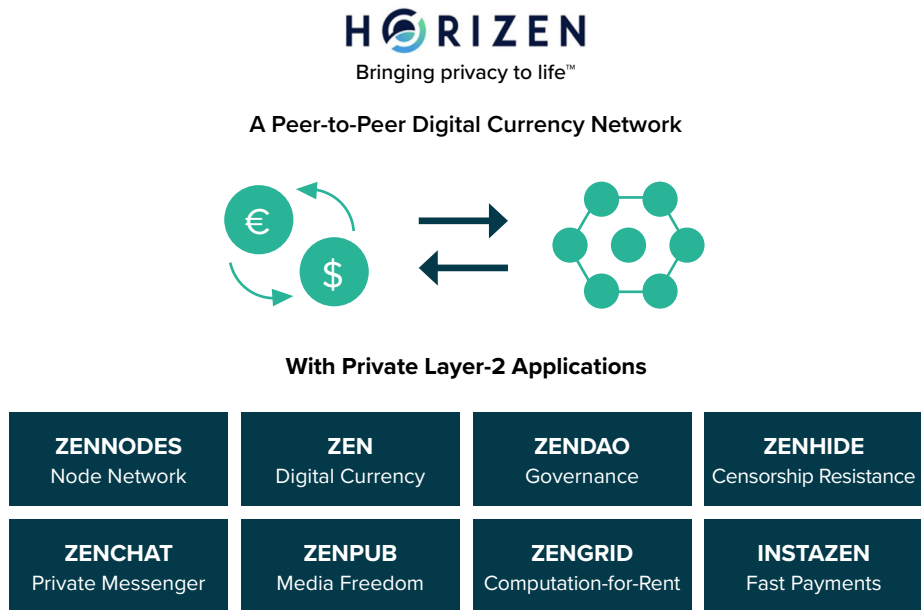 HORIZEN
Bringing privacy to life™
A Peer-to-Peer Digital Currency Network
€
$
With Private Layer-2 Applications
ZENNODES
Node Network
ZEN
Digital Currency
ZENDAO
Governance
ZENHIDE
Censorship Resistance
ZENCHAT
Private Messenger
ZENPUB
Media Freedom
ZENGRID
Computation-for-Rent
INSTAZEN
Fast Payments